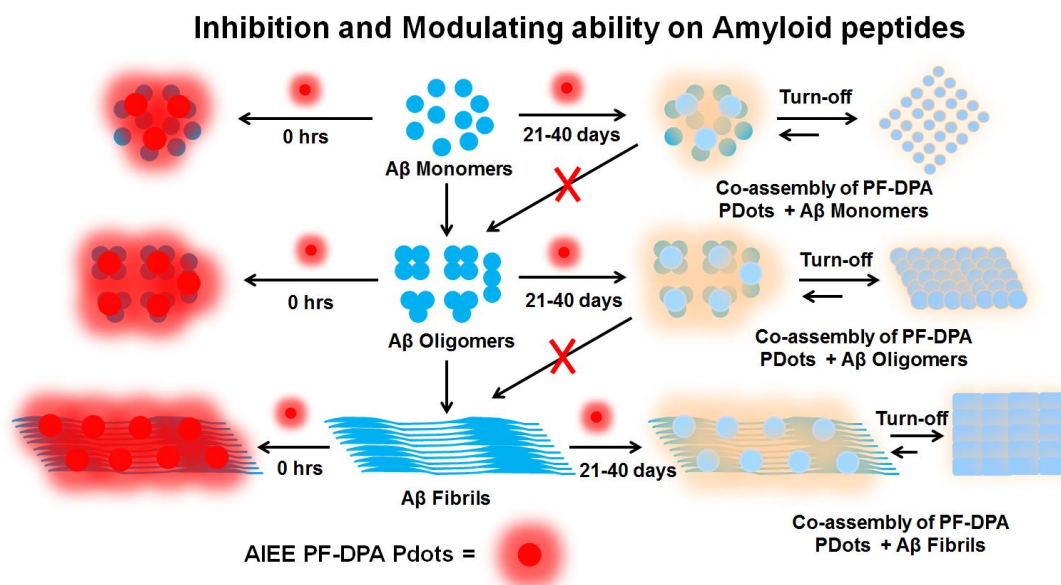 Inhibition and Modulating ability on Amyloid peptides
0 hrs
Aβ Monomers
21-40 days
Turn-off
Co-assembly of PF-DPA
PDots + Aβ Monomers
0 hrs
Aβ Oligomers
21-40 days
Turn-off
Co-assembly of PF-DPA
PDots + Aβ Oligomers
0 hrs
Aβ Fibrils
21-40 days
Turn-off
Co-assembly of PF-DPA
PDots + Aβ Fibrils
AIEE PF-DPA Pdots =